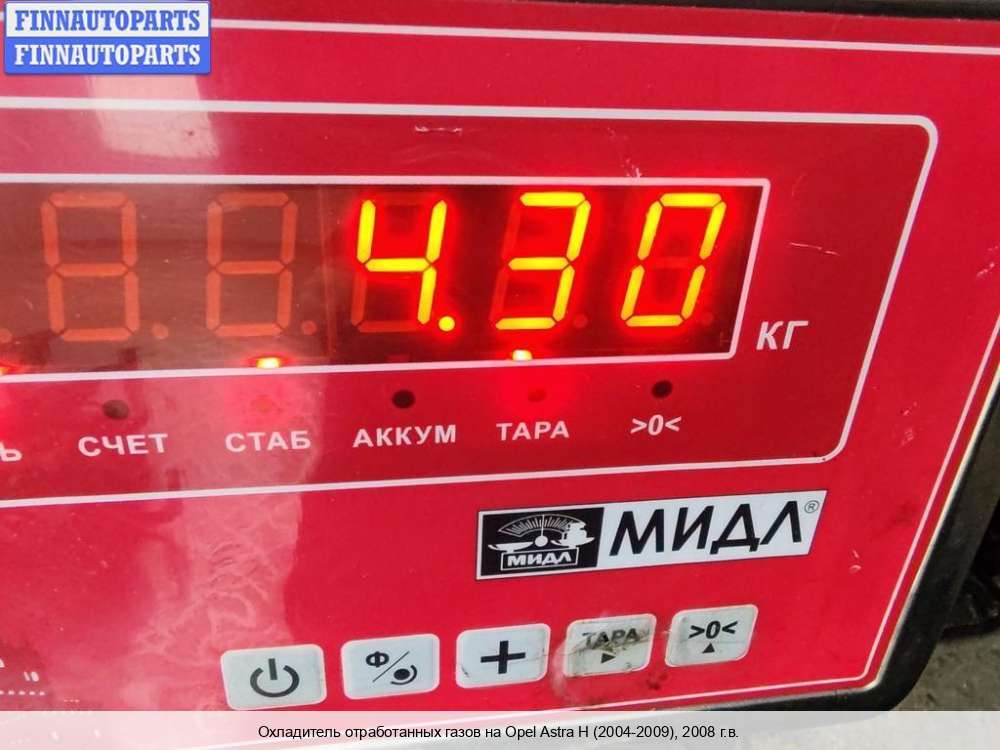 FINNAUTOPARTS
FINNAUTOPARTS
4.30
КГ
СЧЕТ
СТАБ
АККУМ
ТАРА
>0<
МИДЛ
МИДЛ®
Ф
ТАРА
>0<
Охладитель отработанных газов на Opel Astra H (2004-2009), 2008 г.в.